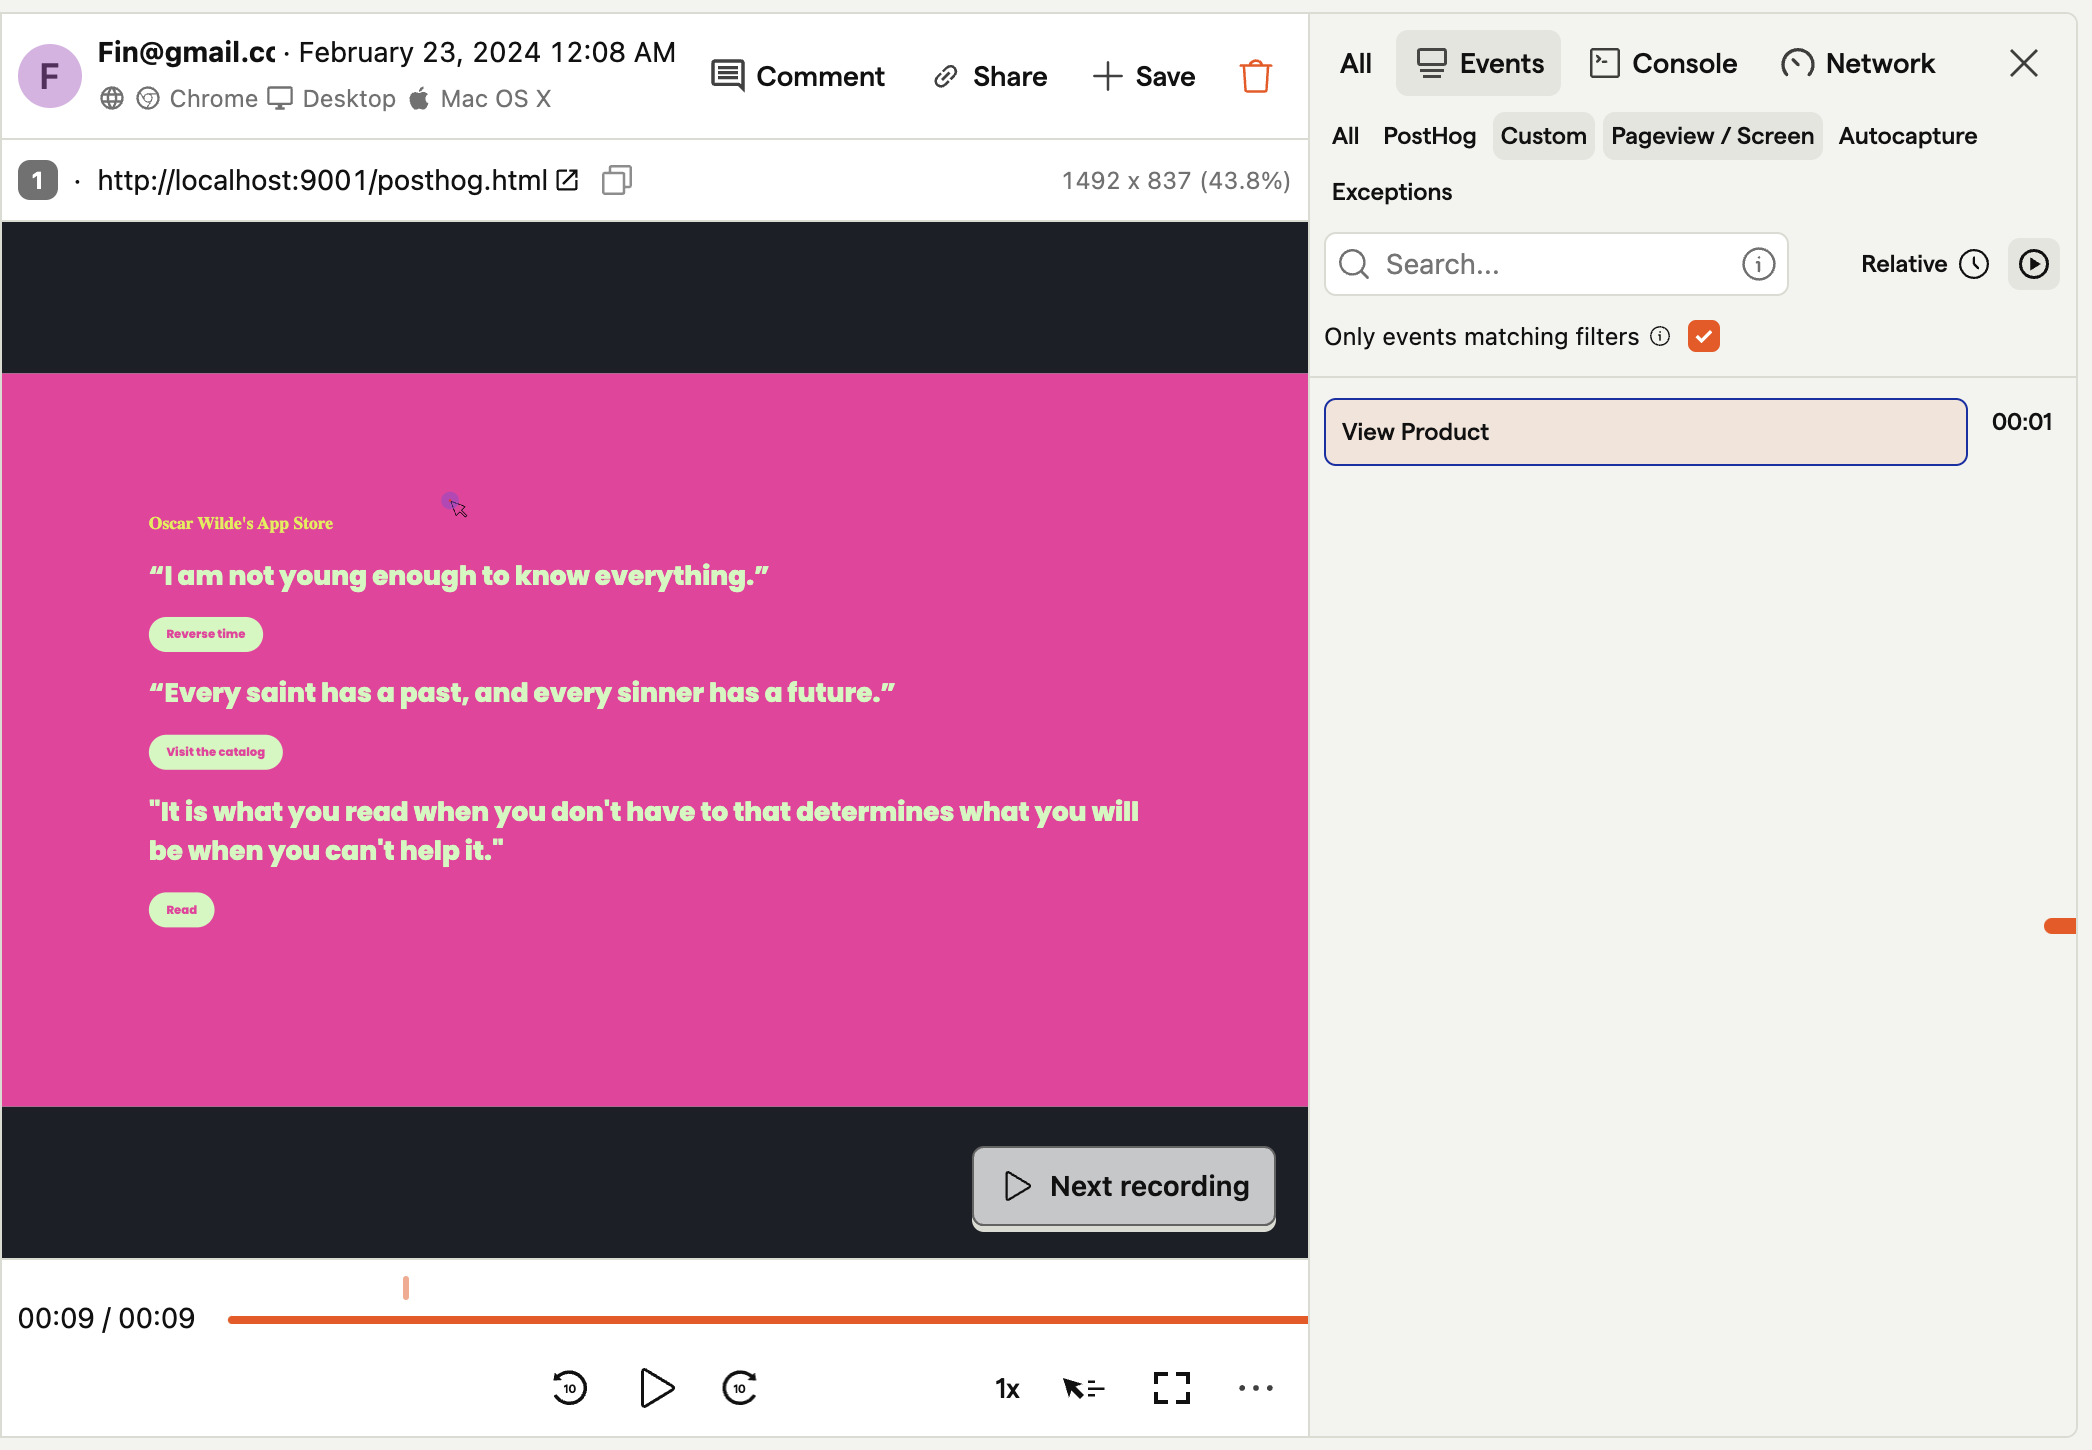 F
Fin@gmail.cc · February 23, 2024 12:08 AM
Chrome Desktop Mac OS X
Comment
Share
Save
1 · http://localhost:9001/posthog.html
1492 x 837 (43.8%)
Oscar Wilde's App Store
“I am not young enough to know everything.”
Reverse time
“Every saint has a past, and every sinner has a future.”
Visit the catalog
"It is what you read when you don't have to that determines what you will
be when you can't help it."
Read
Next recording
00:09 / 00:09
10
10
1x
All Events Console Network
All PostHog Custom Pageview / Screen Autocapture
Exceptions
Search...
Relative
Only events matching filters
View Product
00:01